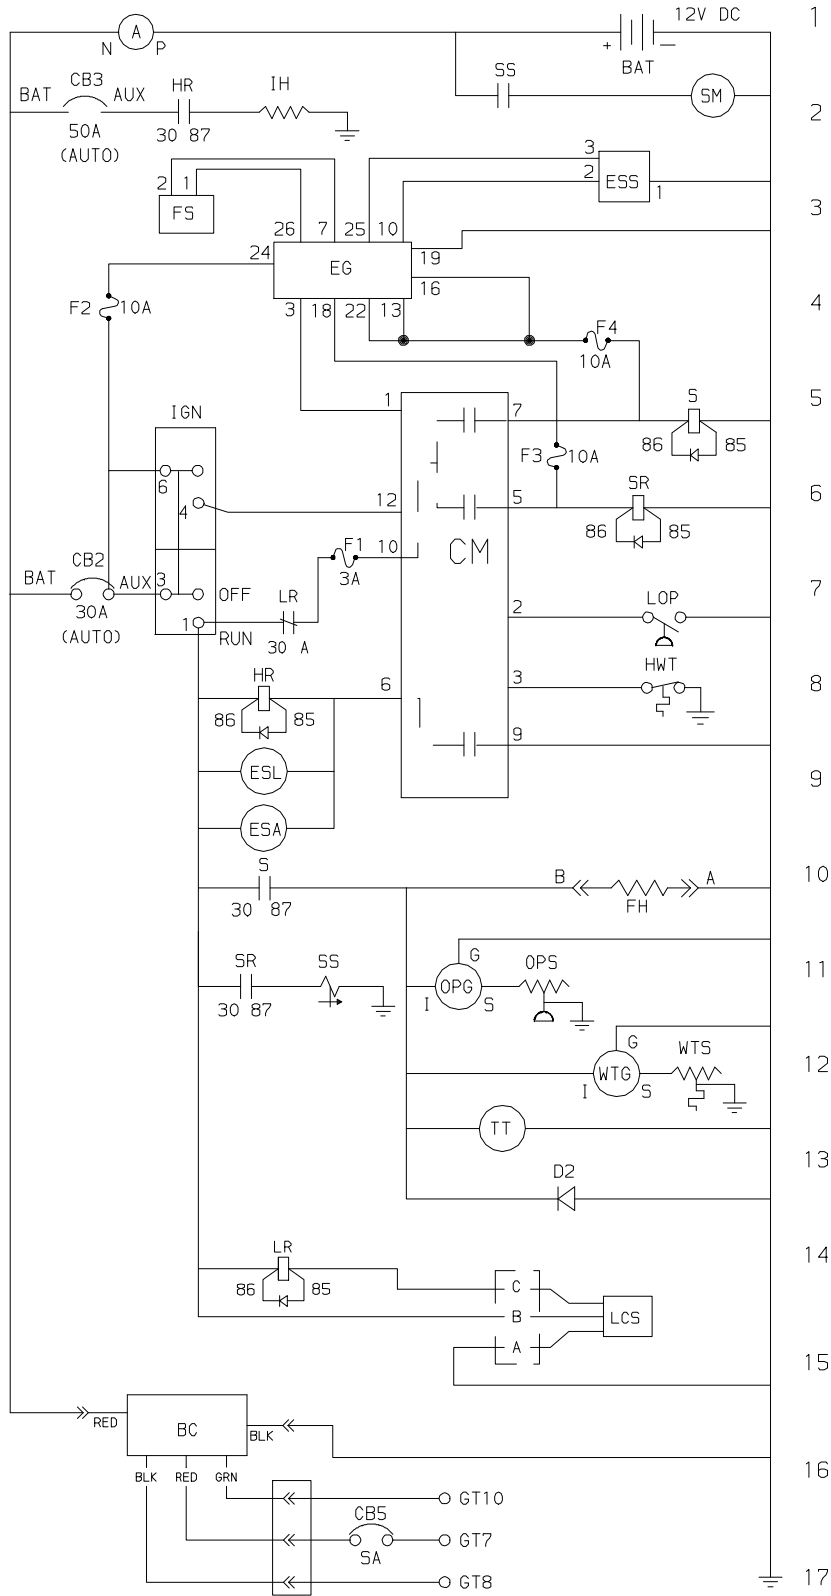 12V DC 1
A
N P
+ —
BAT
CB3 HR IH SS
BAT AUX SM
2
50A 30 87
(AUTO)
3
2 1 2 ESS
1
FS 3
26 7 25 10
24 19
EG
16
F2 10A 3 18 22 13 4
F4
10A
1 5
IGN 7 S
86 85
F3 10A
6 SR 6
4 12 5
86 85
10 CM
F1
CB2 3A
BAT AUX 3 OFF LR 7
30A 2 LOP
(AUTO) 1 RUN
30 A
HWT
HR 6 3 8
86 85
9
ESL 9
ESA
S
B A 10
30 87 FH
G
SR SS OPS 11
OPG
30 87 I S
G
WTS 12
WTG
I S
TT
13
D2
LR 14
86 85 C
B LCS
A 15
RED
BC BLK
BLK RED GRN 16
GT10
CB5
GT7
5A
GT8 17